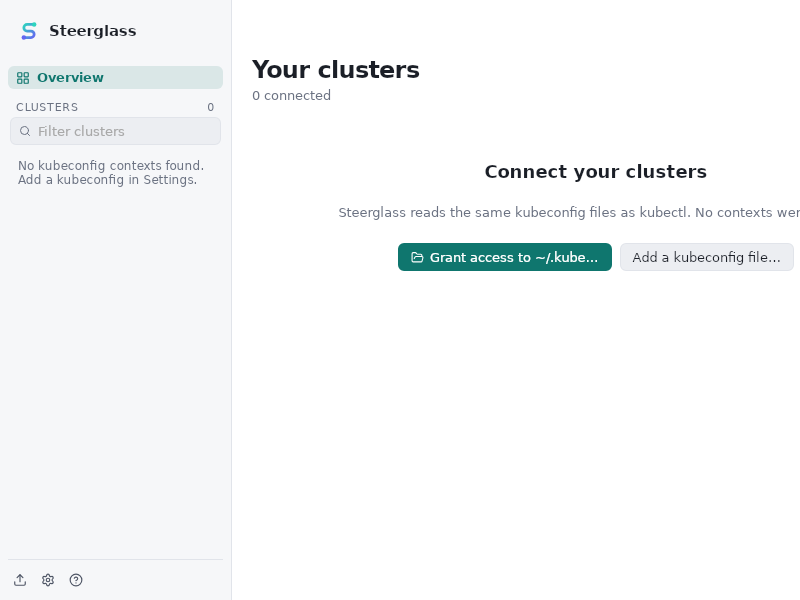 Steerglass
Overview
CLUSTERS 0
Filter clusters
No kubeconfig contexts found.
Add a kubeconfig in Settings.
Your clusters
0 connected
Connect your clusters
Steerglass reads the same kubeconfig files as kubectl. No contexts
Grant access to ~/.kube...
Add a kubeconfig file...